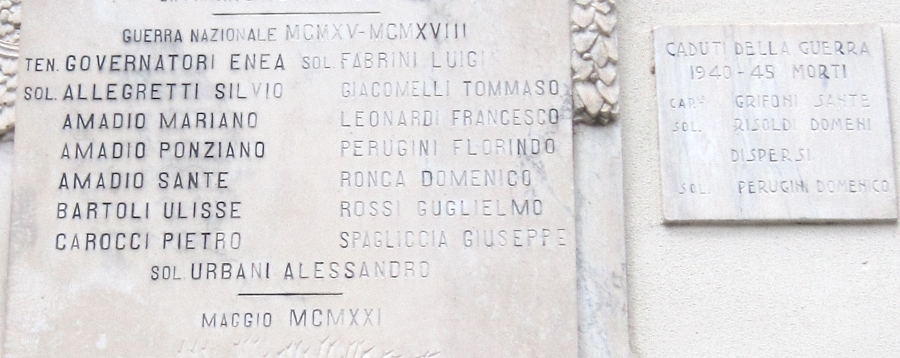 GUERRA NAZIONALE MCMXV-MCMXVIII
TEN. GOVERNATORI ENEA SOL. FABRINI LUIGI
SOL. ALLEGRETTI SILVIO GIACOMELLI TOMMASO
AMADIO MARIANO LEONARDI FRANCESCO
AMADIO PONZIANO PERUGINI FLORINDO
AMADIO SANTE RONCA DOMENICO
BARTOLI ULISSE ROSSI GUGLIELMO
CAROCCI PIETRO SPAGLICCIA GIUSEPPE
SOL. URBANI ALESSANDRO
MAGGIO MCMXXI
CADUTI DELLA GUERRA
1940-45 MORTI
GRIFONI SANTE
SOL. RISOLDI DOMENI
DISPERSI
SOL. PERUGINI DOMENICO